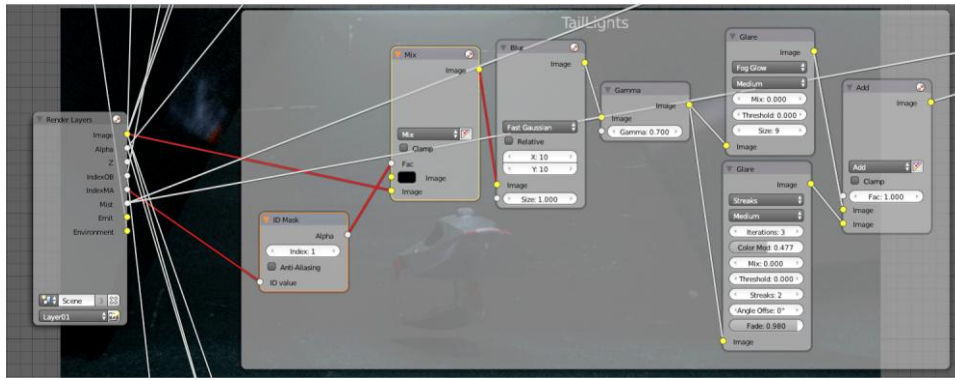 TailLights
Render Layers
Image
Alpha
Z
IndexOB
IndexMA
Mist
Emit
Environment
Scene
3
Layer01
ID Mask
Alpha
Index: 1
Anti-Aliasing
ID value
Mix
Image
Mix
Clamp
Fac
Image
Image
Blur
Image
Fast Gaussian
Relative
X: 10
Y: 10
Image
Size: 1.000
Gamma
Image
Image
Gamma: 0.700
Glare
Image
Fog Glow
Medium
Mix: 0.000
Threshold: 0.000
Size: 9
Image
Glare
Image
Streaks
Medium
Iterations: 3
Color Mod: 0.477
Mix: 0.000
Threshold: 0.000
Streaks: 2
Angle Offse: 0°
Fade: 0.980
Image
Add
Image
Add
Clamp
Fac: 1.000
Image
Image